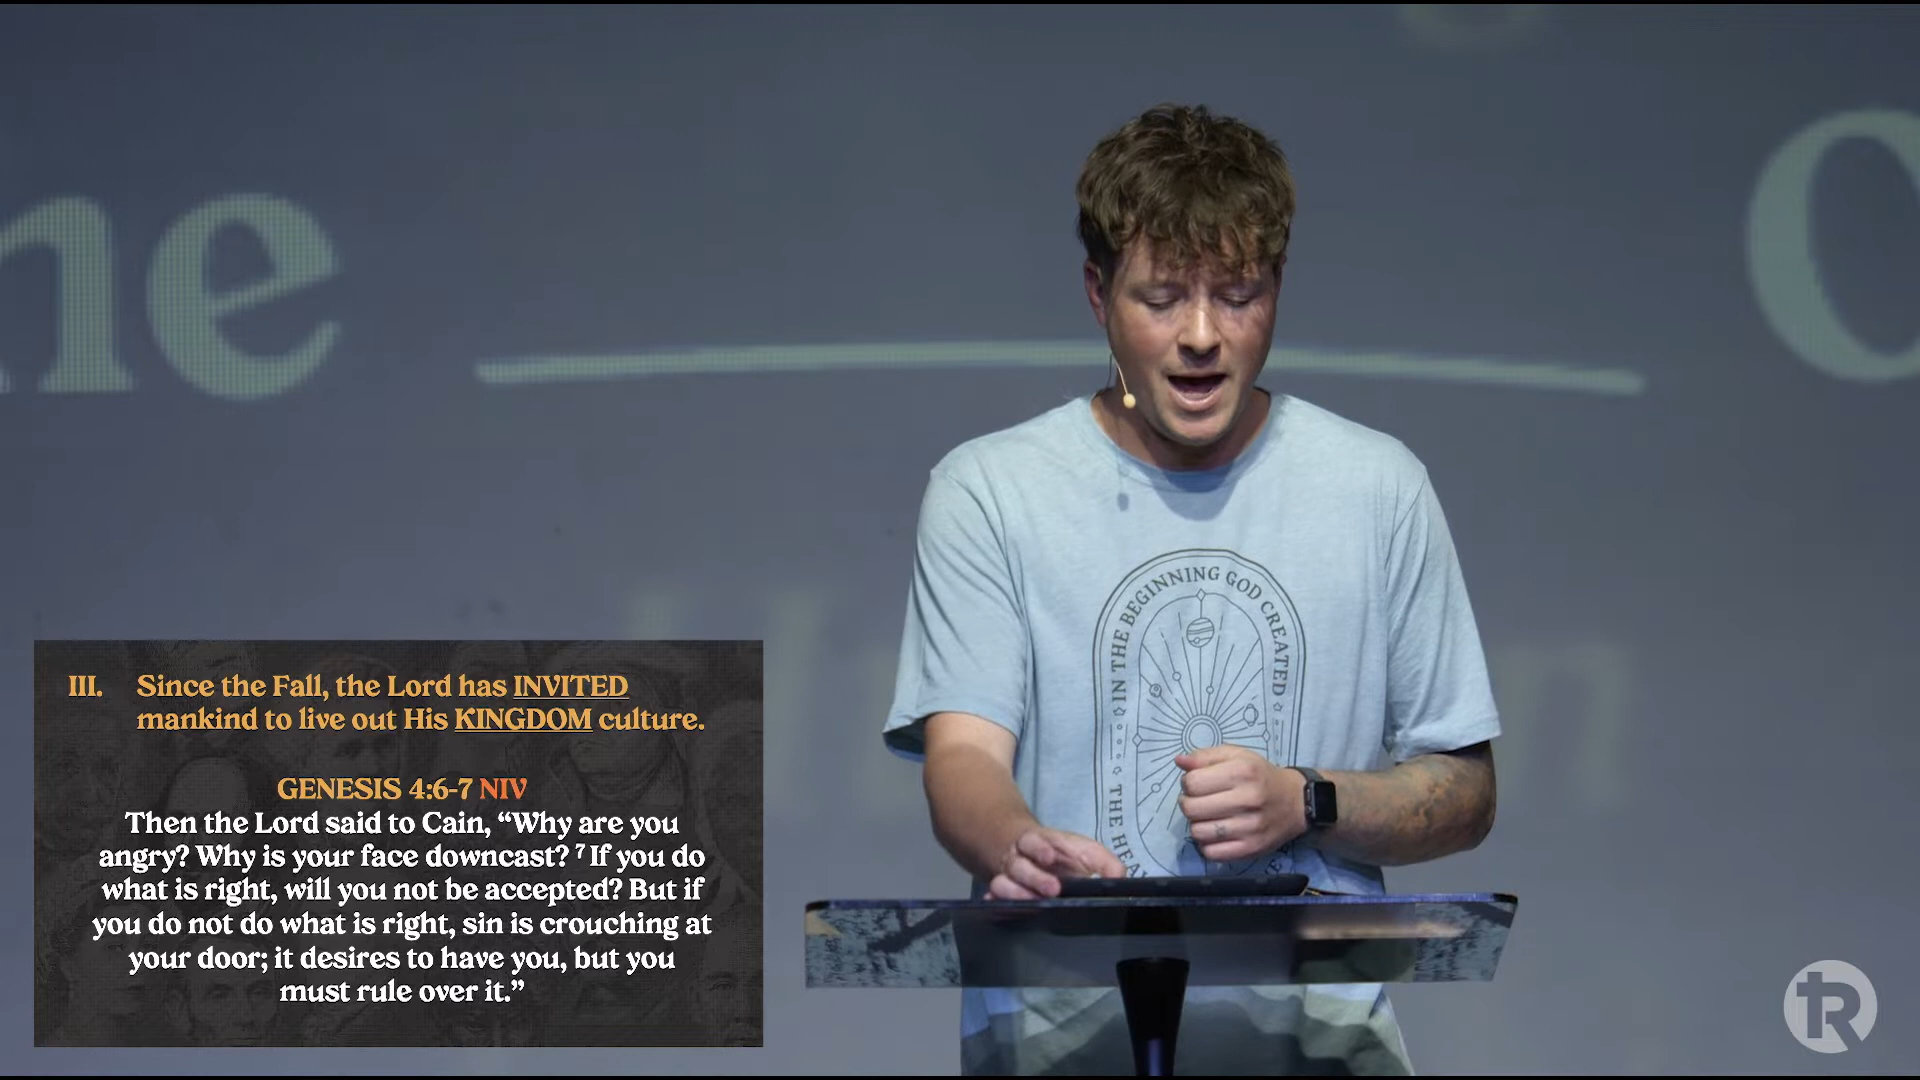 ne
III. Since the Fall, the Lord has INVITED
mankind to live out His KINGDOM culture.
GENESIS 4:6-7 NIV
Then the Lord said to Cain, “Why are you
angry? Why is your face downcast? ⁷ If you do
what is right, will you not be accepted? But if
you do not do what is right, sin is crouching at
your door; it desires to have you, but you
must rule over it.”
IN THE BEGINNING GOD CREATED
THE HEA
R